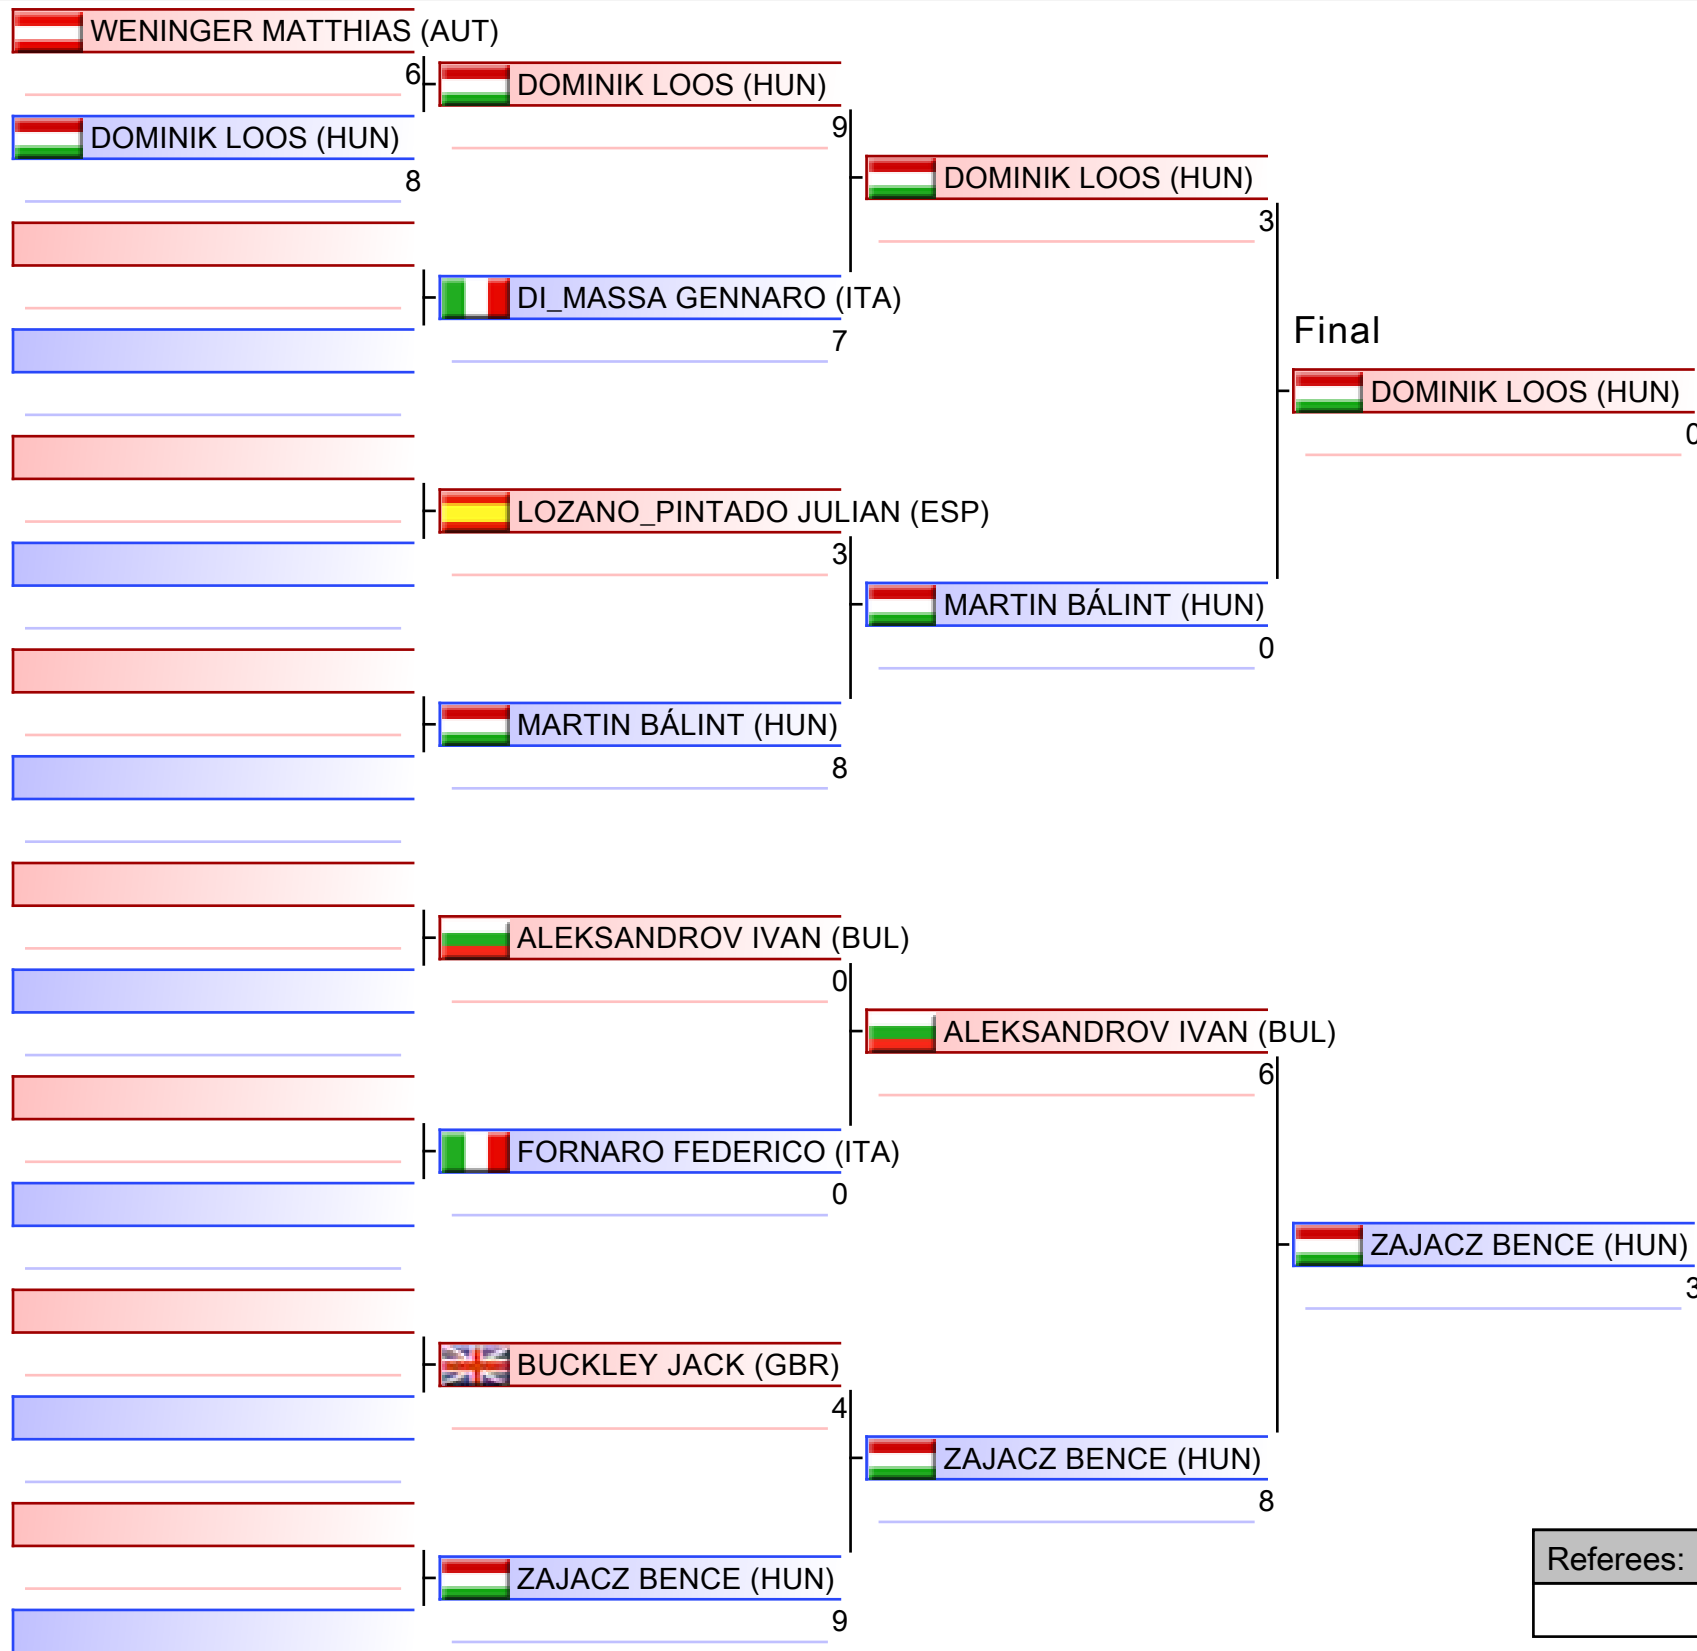 WENINGER MATTHIAS (AUT)
6
DOMINIK LOOS (HUN)
8
DOMINIK LOOS (HUN)
9
DI_MASSA GENNARO (ITA)
7
LOZANO_PINTADO JULIAN (ESP)
3
MARTIN BÁLINT (HUN)
8
ALEKSANDROV IVAN (BUL)
0
FORNARO FEDERICO (ITA)
0
BUCKLEY JACK (GBR)
4
ZAJACZ BENCE (HUN)
9
DOMINIK LOOS (HUN)
3
MARTIN BÁLINT (HUN)
0
ALEKSANDROV IVAN (BUL)
6
ZAJACZ BENCE (HUN)
8
Final
DOMINIK LOOS (HUN)
0
ZAJACZ BENCE (HUN)
3
Referees: